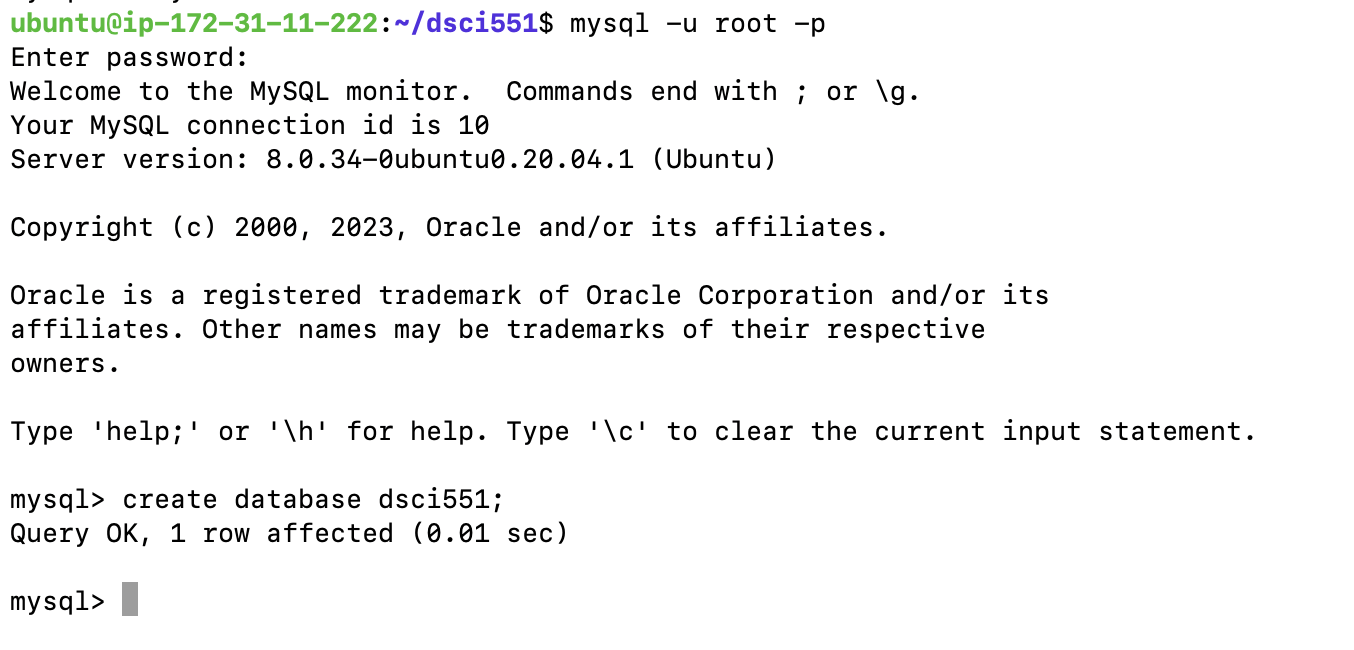 ubuntu@ip-172-31-11-222:~/dsci551$ mysql -u root -p
Enter password:
Welcome to the MySQL monitor.  Commands end with ; or \g.
Your MySQL connection id is 10
Server version: 8.0.34-0ubuntu0.20.04.1 (Ubuntu)
Copyright (c) 2000, 2023, Oracle and/or its affiliates.
Oracle is a registered trademark of Oracle Corporation and/or its
affiliates. Other names may be trademarks of their respective
owners.
Type 'help;' or '\h' for help. Type '\c' to clear the current input statement.
mysql> create database dsci551;
Query OK, 1 row affected (0.01 sec)
mysql>